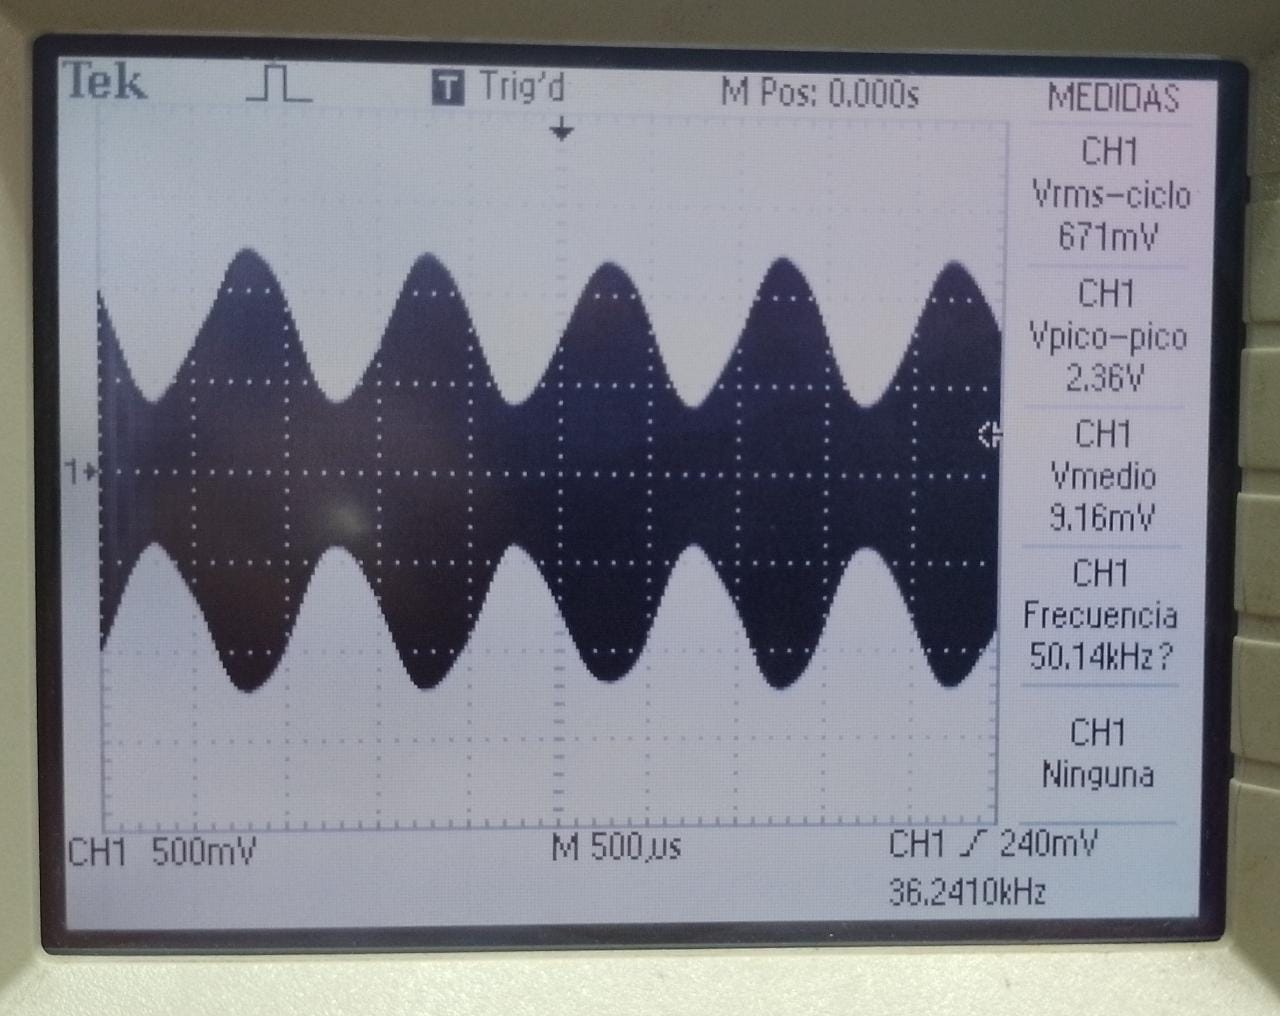 Tek T Trig'd M Pos: 0.000s MEDIDAS
CH1
Vrms-ciclo
671mV
CH1
Vpico-pico
2.36V
CH1
Vmedio
9.16mV
CH1
Frecuencia
50.14kHz?
CH1
Ninguna
1
CH1 500mV M 500µs CH1 240mV
36.2410kHz